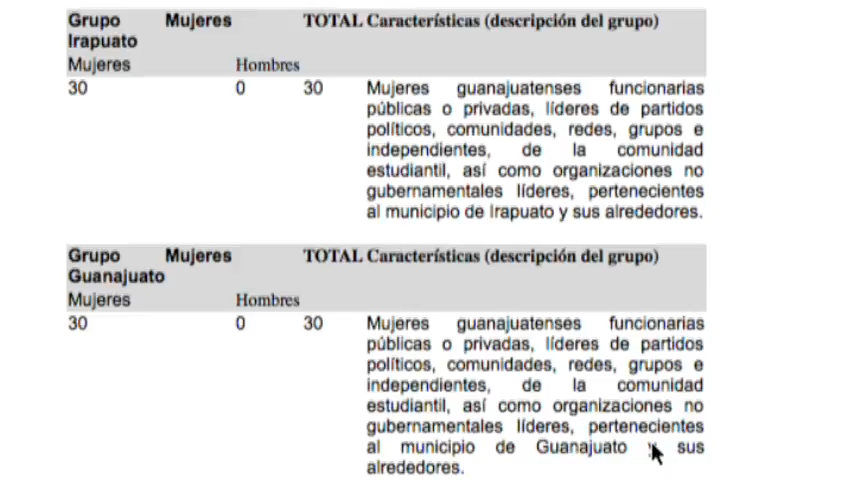 Grupo Mujeres TOTAL Características (descripción del grupo)
Irapuato
Mujeres Hombres
30 0 30 Mujeres guanajuatenses funcionarias
públicas o privadas, líderes de partidos
políticos, comunidades, redes, grupos e
independientes, de la comunidad
estudiantil, así como organizaciones no
gubernamentales líderes, pertenecientes
al municipio de Irapuato y sus alrededores.
Grupo Mujeres TOTAL Características (descripción del grupo)
Guanajuato
Mujeres Hombres
30 0 30 Mujeres guanajuatenses funcionarias
públicas o privadas, líderes de partidos
políticos, comunidades, redes, grupos e
independientes, de la comunidad
estudiantil, así como organizaciones no
gubernamentales líderes, pertenecientes
al municipio de Guanajuato y sus
alrededores.